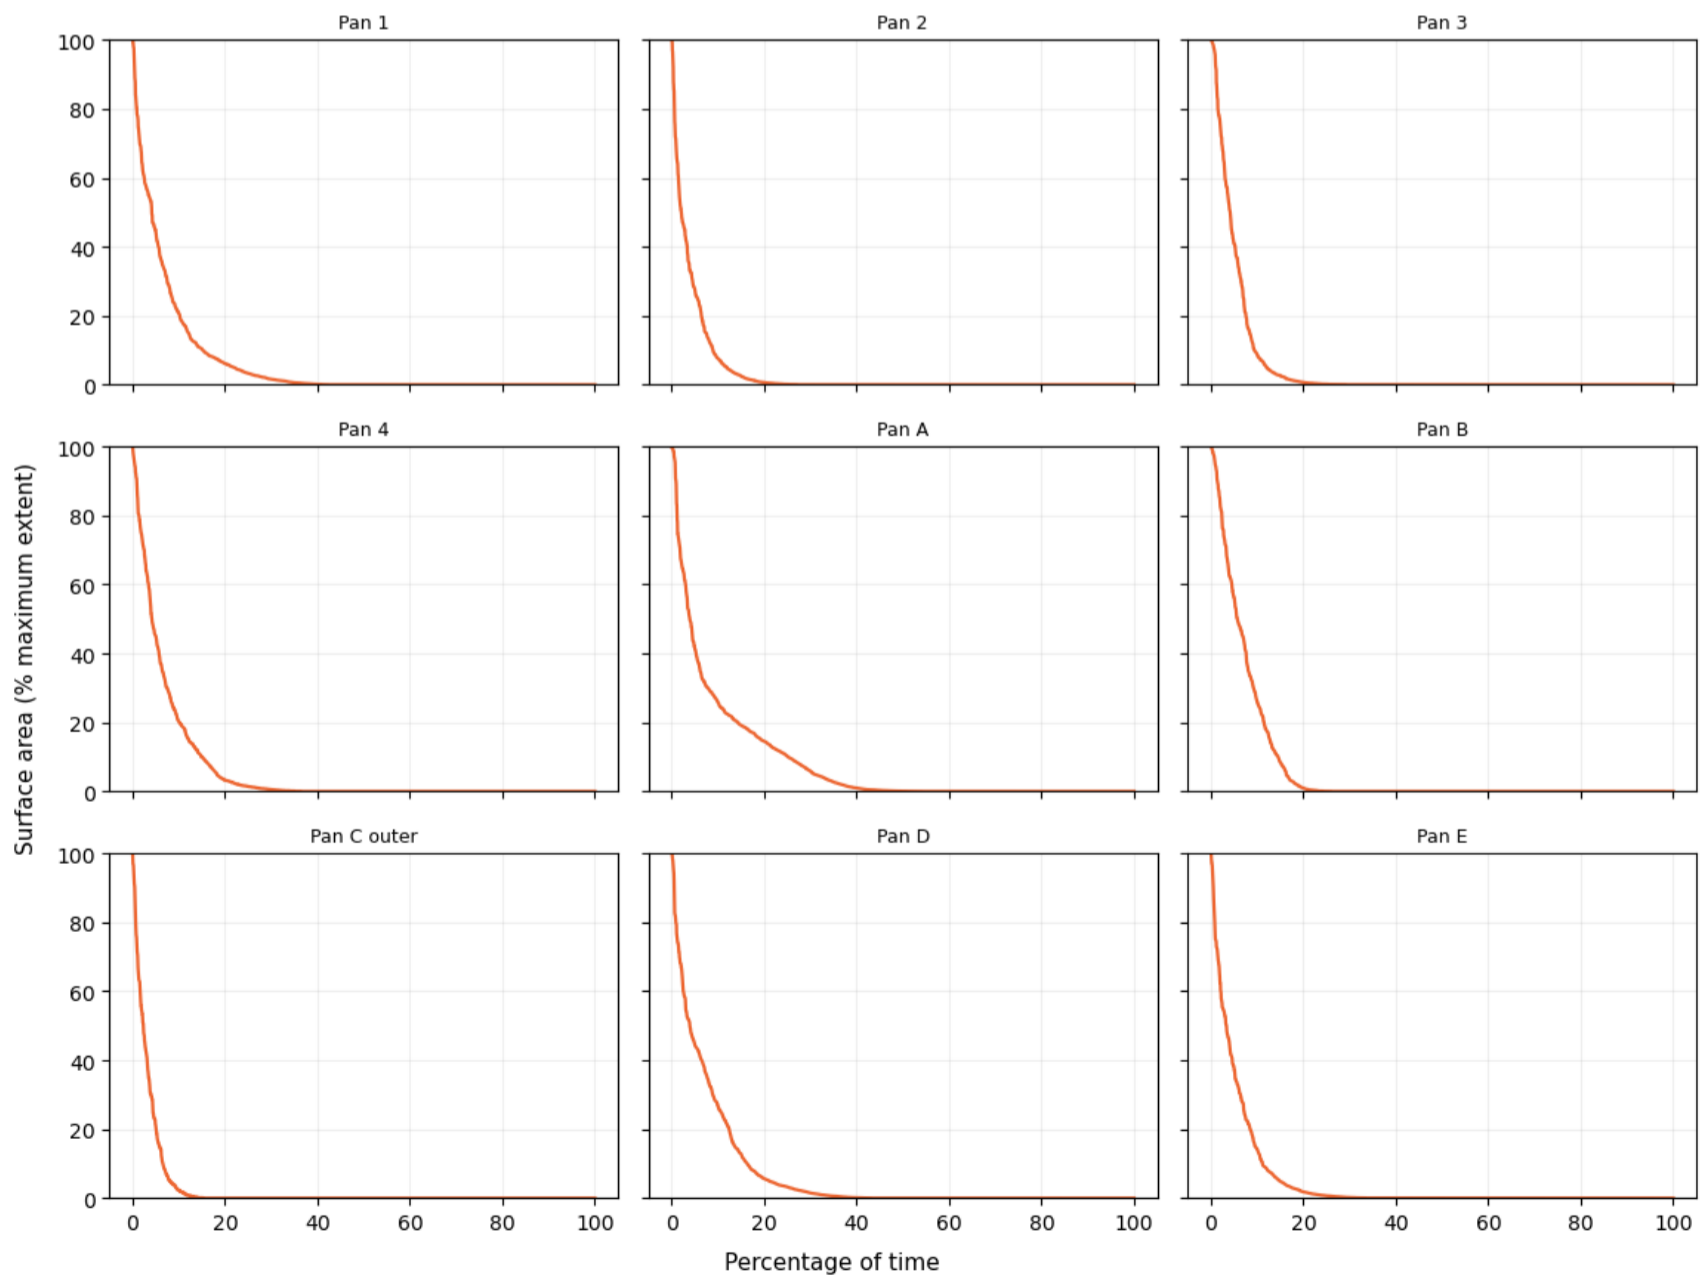 Pan 1
Pan 2
Pan 3
100
80
60
40
20
0
Pan 4
Pan A
Pan B
100
80
60
40
20
0
Surface area (% maximum extent)
Pan C outer
Pan D
Pan E
100
80
60
40
20
0
0 20 40 60 80 100
0 20 40 60 80 100
0 20 40 60 80 100
Percentage of time